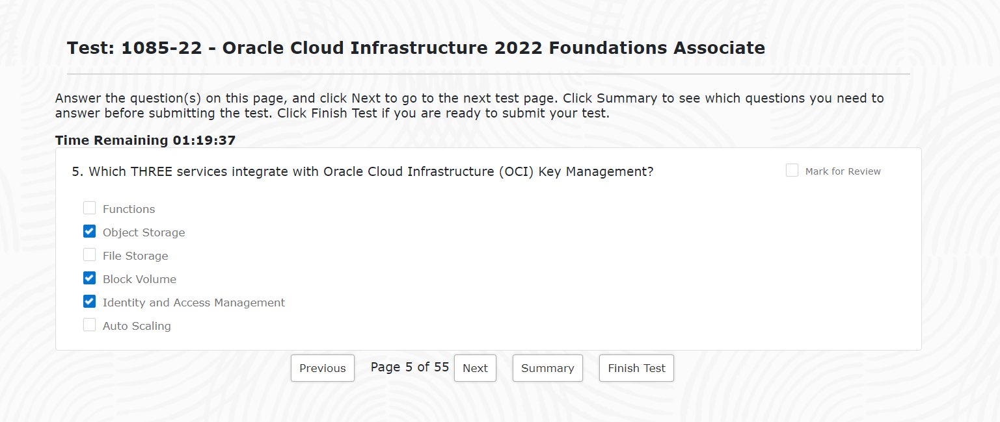 Test: 1085-22 - Oracle Cloud Infrastructure 2022 Foundations Associate
Answer the question(s) on this page, and click Next to go to the next test page. Click Summary to see which questions you need to
answer before submitting the test. Click Finish Test if you are ready to submit your test.
Time Remaining 01:19:37
5. Which THREE services integrate with Oracle Cloud Infrastructure (OCI) Key Management?
Mark for Review
Functions
Object Storage
File Storage
Block Volume
Identity and Access Management
Auto Scaling
Previous Page 5 of 55 Next Summary Finish Test